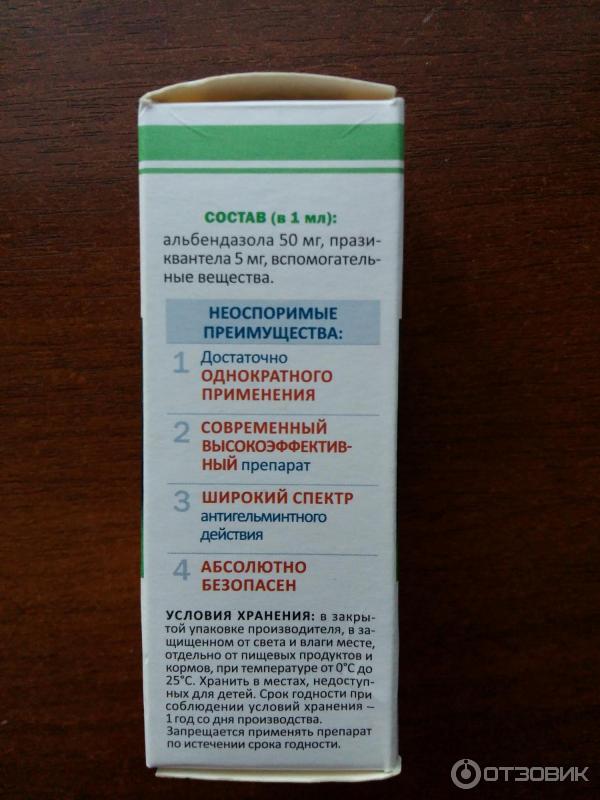 СОСТАВ (в 1 мл):
альбендазола 50 мг, прази-
квантела 5 мг, вспомогатель-
ные вещества.
НЕОСПОРИМЫЕ
ПРЕИМУЩЕСТВА:
1 Достаточно
ОДНОКРАТНОГО
ПРИМЕНЕНИЯ
2 СОВРЕМЕННЫЙ
ВЫСОКОЭФФЕКТИВ-
НЫЙ препарат
3 ШИРОКИЙ СПЕКТР
антигельминтного
действия
4 АБСОЛЮТНО
БЕЗОПАСЕН
УСЛОВИЯ ХРАНЕНИЯ: в закры-
той упаковке производителя, в за-
щищенном от света и влаги месте,
отдельно от пищевых продуктов и
кормов, при температуре от 0°С до
25°С. Хранить в местах, недоступ-
ных для детей. Срок годности при
соблюдении условий хранения –
1 год со дня производства.
Запрещается применять препарат
по истечении срока годности.
ОТЗОВИК